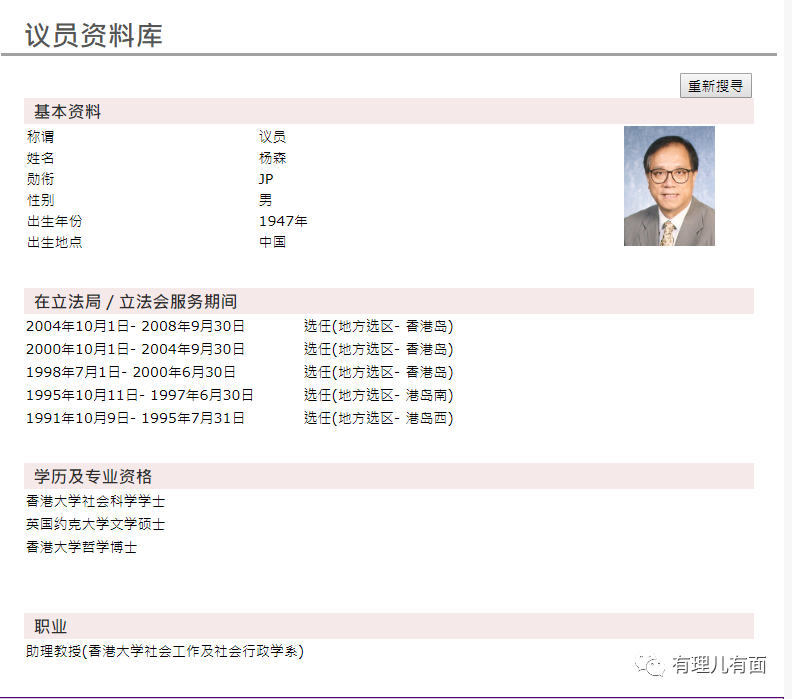 议员资料库
重新搜寻
基本资料
称谓 议员
姓名 杨森
勋衔 JP
性别 男
出生年份 1947年
出生地点 中国
在立法局 / 立法会服务期间
2004年10月1日- 2008年9月30日 选任(地方选区- 香港岛)
2000年10月1日- 2004年9月30日 选任(地方选区- 香港岛)
1998年7月1日- 2000年6月30日 选任(地方选区- 香港岛)
1995年10月11日- 1997年6月30日 选任(地方选区- 港岛南)
1991年10月9日- 1995年7月31日 选任(地方选区- 港岛西)
学历及专业资格
香港大学社会科学学士
英国约克大学文学硕士
香港大学哲学博士
职业
助理教授(香港大学社会工作及社会行政学系)
有理儿有面